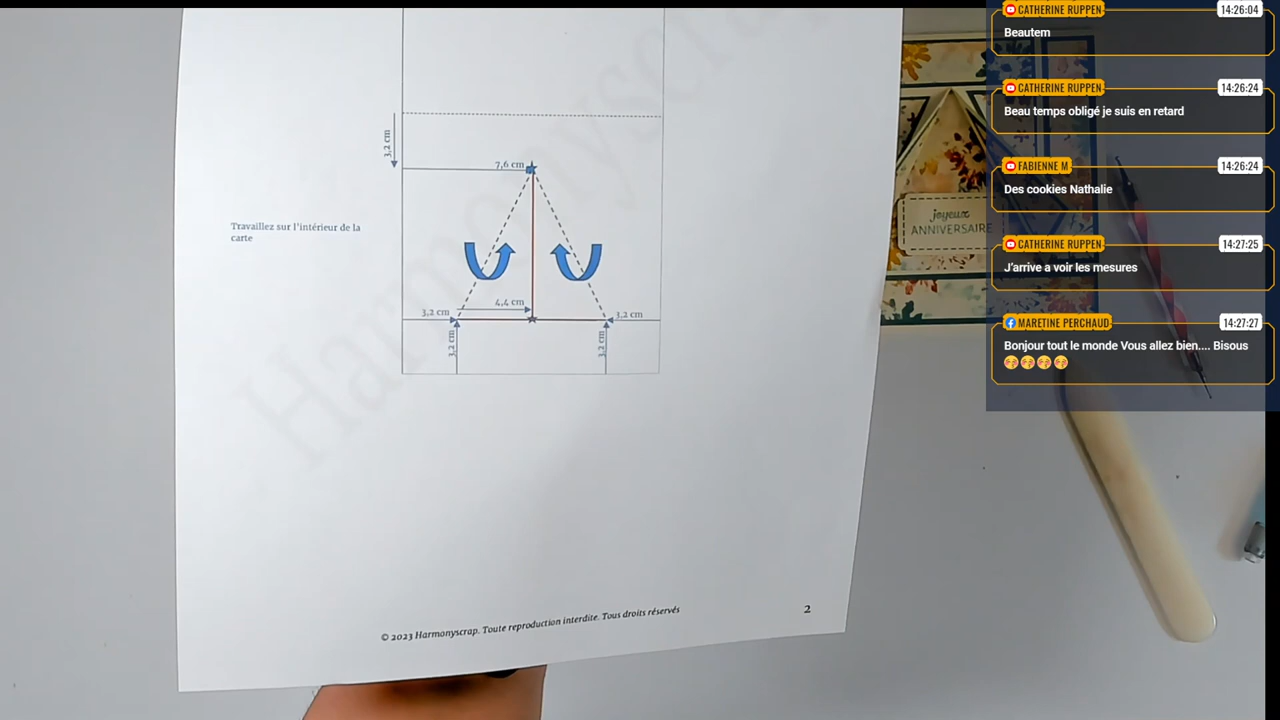 3,2 cm
7,6 cm
Travaillez sur l'intérieur de la
carte
4,4 cm
3,2 cm
3,2 cm
3,2 cm
3,2 cm
Harmonyscr
© 2023 Harmonyscrap. Toute reproduction interdite. Tous droits réservés
2
joyeux
ANNIVERSAIRE
CATHERINE RUPPEN
14:26:04
Beautem
CATHERINE RUPPEN
14:26:24
Beau temps obligé je suis en retard
FABIENNE M
14:26:24
Des cookies Nathalie
CATHERINE RUPPEN
14:27:25
J'arrive a voir les mesures
MARETINE PERCHAUD
14:27:27
Bonjour tout le monde Vous allez bien.... Bisous
😚😚😚😚